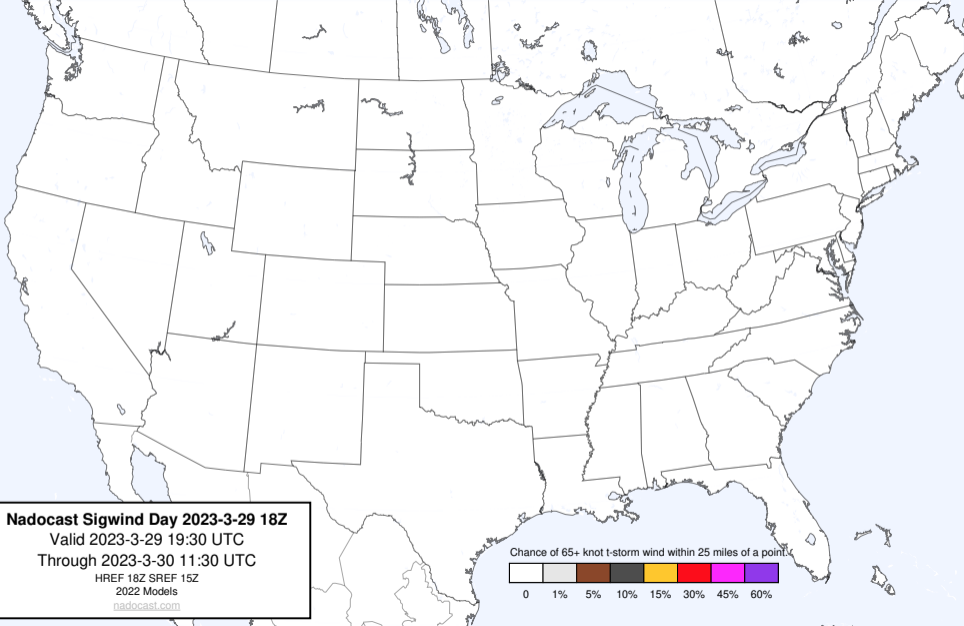 Nadocast Sigwind Day 2023-3-29 18Z
Valid 2023-3-29 19:30 UTC
Through 2023-3-30 11:30 UTC
HREF 18Z SREF 15Z
2022 Models
nadocast.com
Chance of 65+ knot t-storm wind within 25 miles of a point.
0 1% 5% 10% 15% 30% 45% 60%